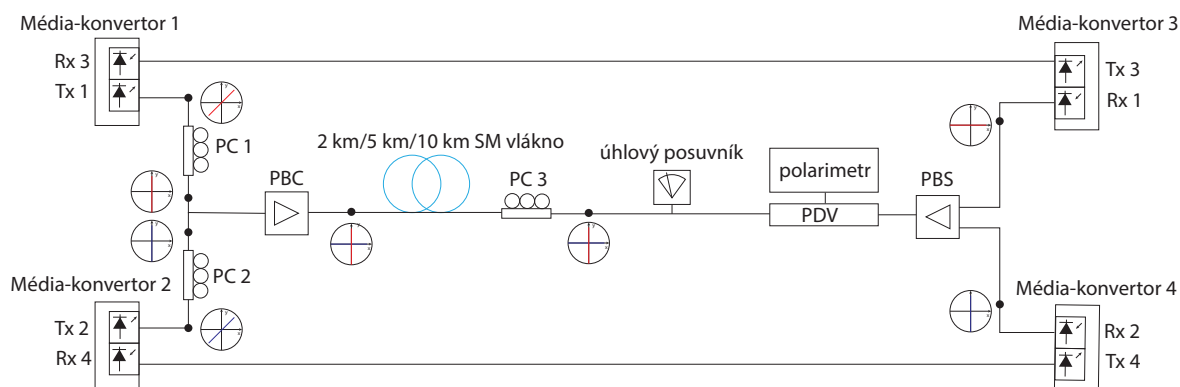 Média-konvertor 1
Rx 3
Tx 1
PC 1
PBC
2 km/5 km/10 km SM vlákno
PC 3
úhlový posuvník
polarimetr
PDV
PBS
Média-konvertor 3
Tx 3
Rx 1
PC 2
Média-konvertor 2
Tx 2
Rx 4
Média-konvertor 4
Rx 2
Tx 4